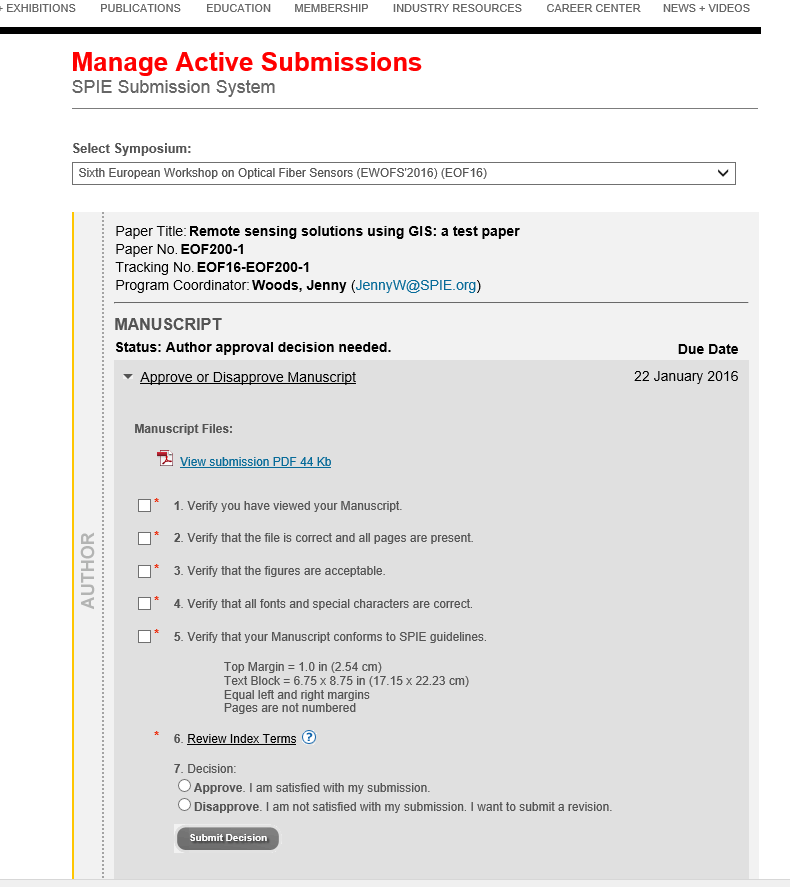 + EXHIBITIONS PUBLICATIONS EDUCATION MEMBERSHIP INDUSTRY RESOURCES CAREER CENTER NEWS + VIDEOS
Manage Active Submissions
SPIE Submission System
Select Symposium:
Sixth European Workshop on Optical Fiber Sensors (EWOFS'2016) (EOF16)
AUTHOR
Paper Title: Remote sensing solutions using GIS: a test paper
Paper No. EOF200-1
Tracking No. EOF16-EOF200-1
Program Coordinator: Woods, Jenny (JennyW@SPIE.org)
MANUSCRIPT
Status: Author approval decision needed. Due Date
Approve or Disapprove Manuscript 22 January 2016
Manuscript Files:
View submission PDF 44 Kb
* 1. Verify you have viewed your Manuscript.
* 2. Verify that the file is correct and all pages are present.
* 3. Verify that the figures are acceptable.
* 4. Verify that all fonts and special characters are correct.
* 5. Verify that your Manuscript conforms to SPIE guidelines.
Top Margin = 1.0 in (2.54 cm)
Text Block = 6.75 x 8.75 in (17.15 x 22.23 cm)
Equal left and right margins
Pages are not numbered
* 6. Review Index Terms ?
7. Decision:
Approve. I am satisfied with my submission.
Disapprove. I am not satisfied with my submission. I want to submit a revision.
Submit Decision